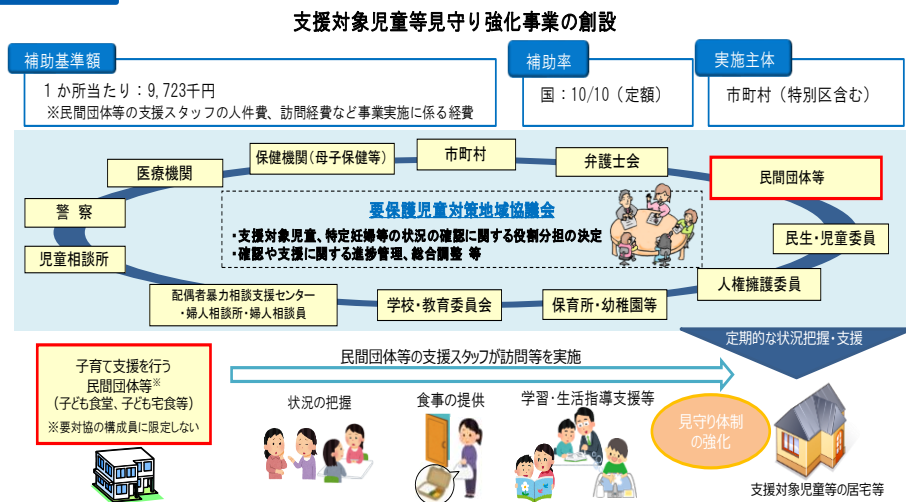 支援対象児童等見守り強化事業の創設
補助基準額
1か所当たり：9,723千円
※民間団体等の支援スタッフの人件費、訪問経費など事業実施に係る経費
補助率
国：10/10（定額）
実施主体
市町村（特別区含む）
保健機関（母子保健等）
市町村
弁護士会
医療機関
民間団体等
警察
要保護児童対策地域協議会
・支援対象児童、特定妊婦等の状況の確認に関する役割分担の決定
・確認や支援に関する進捗管理、総合調整 等
民生・児童委員
児童相談所
人権擁護委員
配偶者暴力相談支援センター
・婦人相談所・婦人相談員
学校・教育委員会
保育所・幼稚園等
定期的な状況把握・支援
子育て支援を行う
民間団体等※
（子ども食堂、子ども宅食等）
※要対協の構成員に限定しない
民間団体等の支援スタッフが訪問等を実施
状況の把握
食事の提供
学習・生活指導支援等
見守り体制
の強化
支援対象児童等の居宅等